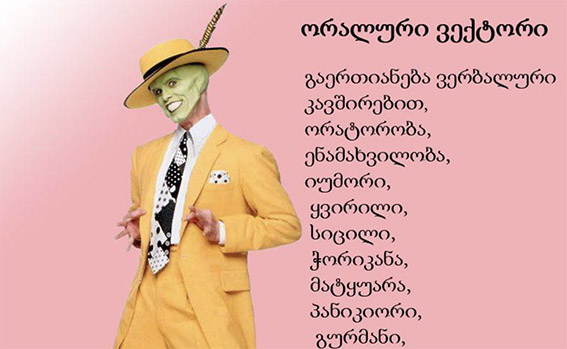 ორალური ვექტორი
გაერთიანება ვერბალური
კავშირებით,
ორატორობა,
ენამახვილობა,
იუმორი,
ყვირილი,
სიცილი,
ჭორიკანა,
მატყუარა,
პანიკიორი,
გურმანი,